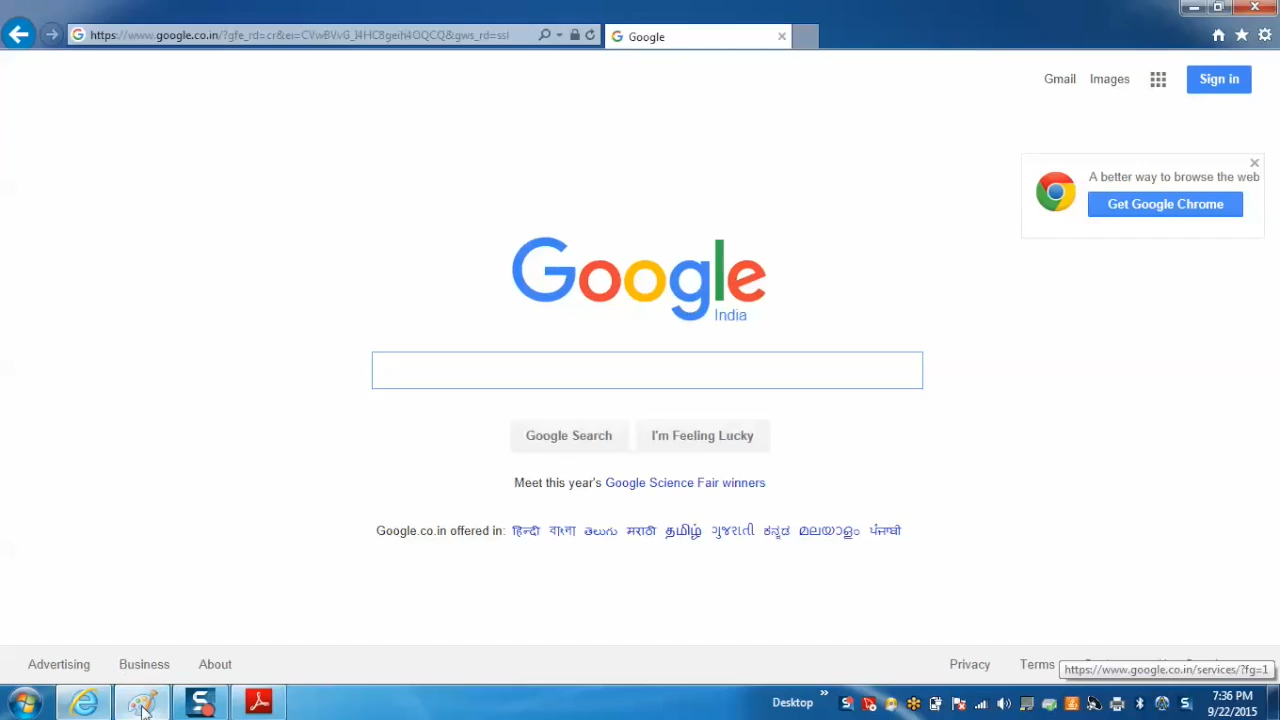 https://www.google.co.in/?gfe_rd=cr&ei=CVwBVvG_I4HC8geih4OQCQ&gws_rd=ssl
Google
Gmail Images Sign in
A better way to browse the web
Get Google Chrome
Google
India
Google Search I'm Feeling Lucky
Meet this year's Google Science Fair winners
Google.co.in offered in: हिन्दी বাংলা తెలుగు मराठी தமிழ் ગુજરાતી ಕನ್ನಡ മലയാളം ਪੰਜਾਬੀ
Advertising Business About Privacy Terms
https://www.google.co.in/services/?fg=1
Desktop »
7:36 PM
9/22/2015